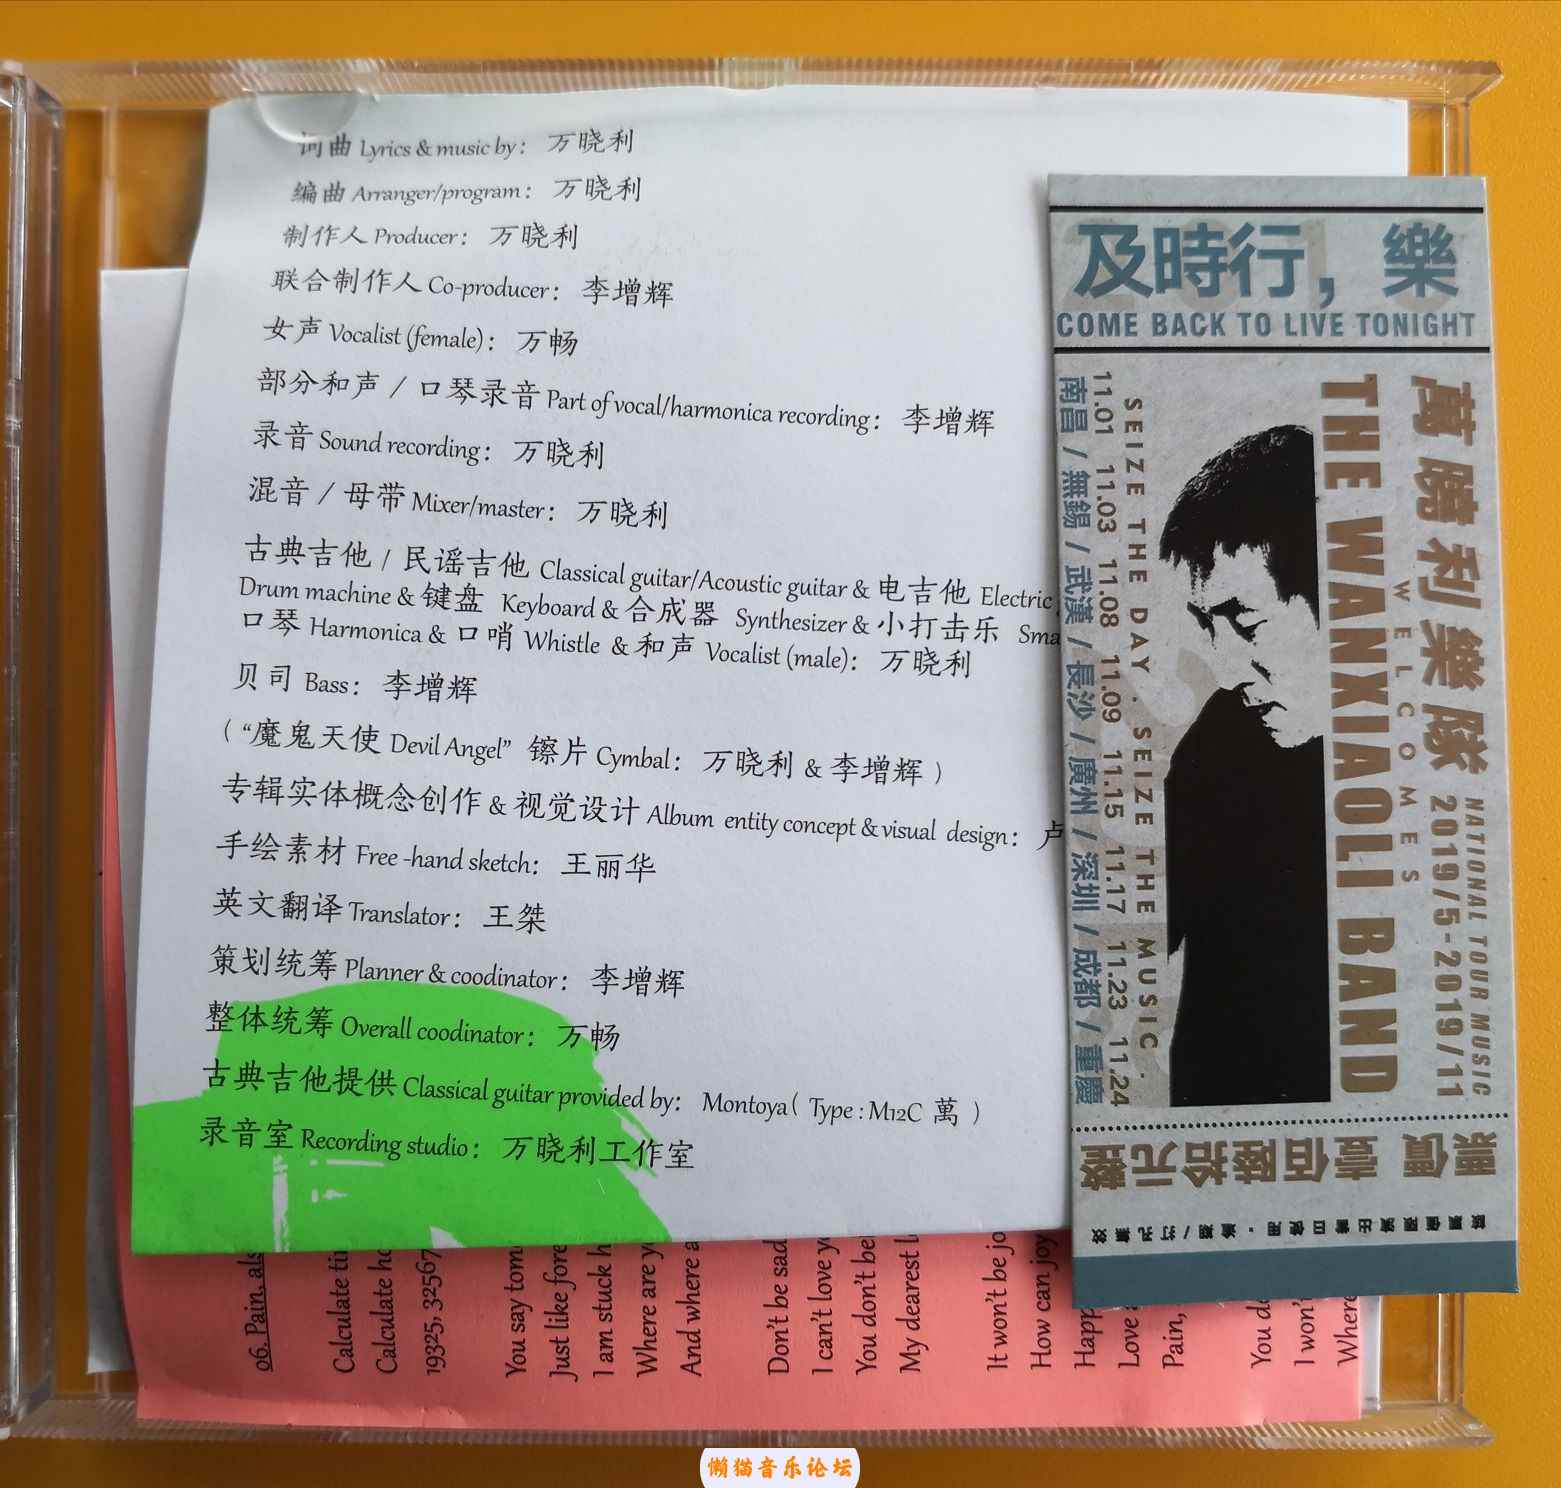 词曲 Lyrics & music by： 万晓利
编曲 Arranger/program： 万晓利
制作人 Producer： 万晓利
联合制作人 Co-producer： 李增辉
女声 Vocalist (female)： 万畅
部分和声 / 口琴录音 Part of vocal/harmonica recording： 李增辉
录音 Sound recording： 万晓利
混音 / 母带 Mixer/master： 万晓利
古典吉他 / 民谣吉他 Classical guitar/Acoustic guitar & 电吉他 Electric
Drum machine & 键盘 Keyboard & 合成器 Synthesizer & 小打击乐 Sma
口琴 Harmonica & 口哨 Whistle & 和声 Vocalist (male)： 万晓利
贝司 Bass： 李增辉
（ “魔鬼天使 Devil Angel” 镲片 Cymbal： 万晓利 & 李增辉 ）
专辑实体概念创作 & 视觉设计 Album entity concept & visual design： 卢
手绘素材 Free -hand sketch： 王丽华
英文翻译 Translator： 王桀
策划统筹 Planner & coodinator： 李增辉
整体统筹 Overall coodinator： 万畅
古典吉他提供 Classical guitar provided by： Montoya（ Type : M12C 萬 ）
录音室 Recording studio： 万晓利工作室
及時行，樂
COME BACK TO LIVE TONIGHT
萬曉利樂隊
NATIONAL TOUR MUSIC
2019/5-2019/11
WELCOMES
THE WANXIAOLI BAND
SEIZE THE DAY . SEIZE THE MUSIC .
11.01 11.03 11.08 11.09 11.15 11.17 11.23 11.24
南昌 / 無錫 / 武漢 / 長沙 / 廣州 / 深圳 / 成都 / 重慶
票價 壹佰陸拾元整
06. Pain, als
Calculate ti
Calculate ho
19325, 32567
You say tom
Just like fore
I am stuck h
Where are yo
And where a
Don't be sad
I can't love y
You don't be
My dearest l
It won't be jo
How can joy
Happ
Love
Pain,
You d
I won'
Where
懒猫音乐论坛